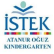 İSTEK
ATANUR OĞUZ
KINDERGARTEN